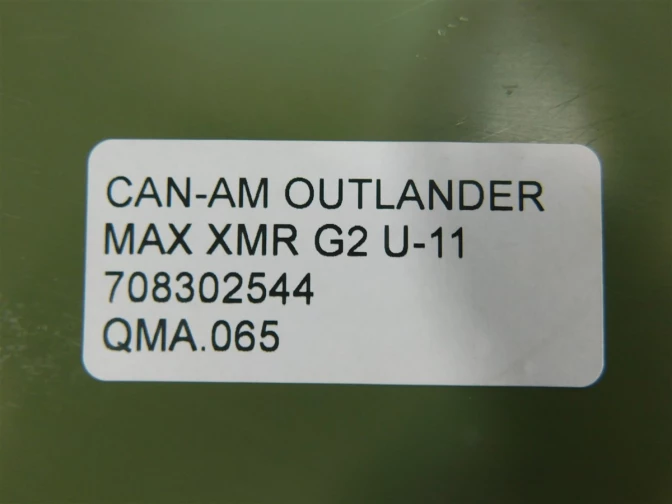 CAN-AM OUTLANDER
MAX XMR G2 U-11
708302544
QMA.065